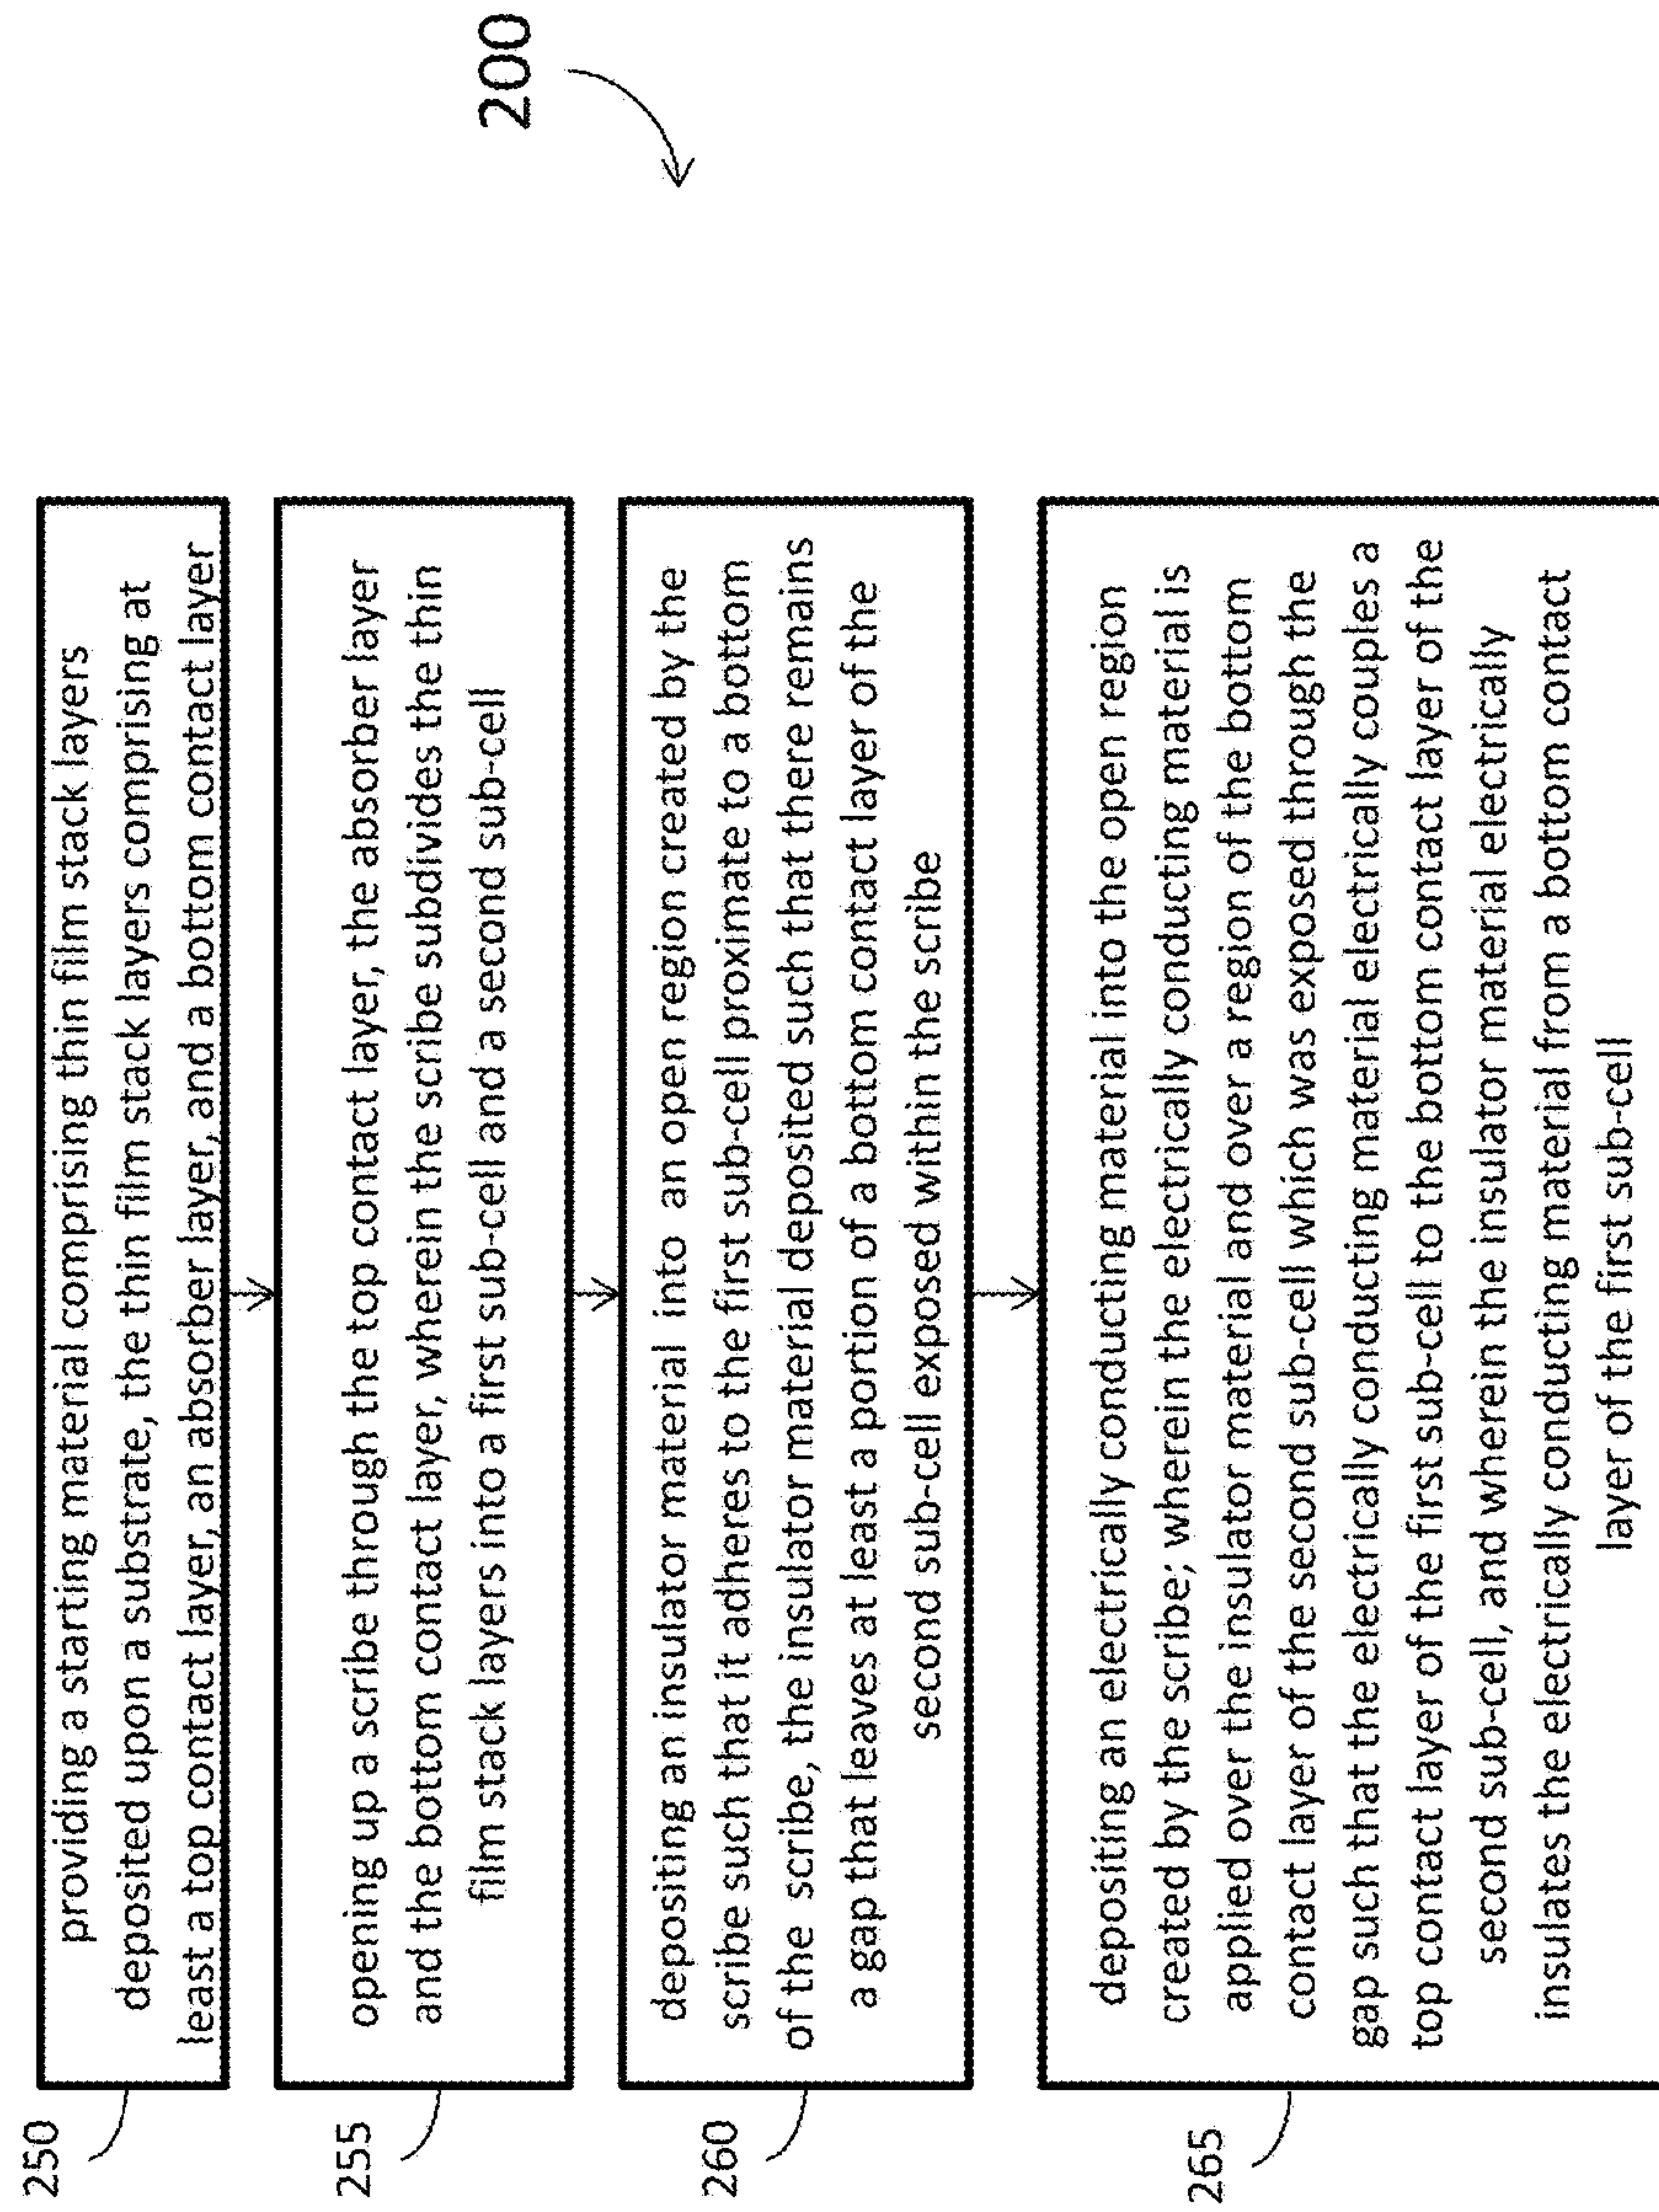 200
250
providing a starting material comprising thin film stack layers
deposited upon a substrate, the thin film stack layers comprising at
least a top contact layer, an absorber layer, and a bottom contact layer
255
opening up a scribe through the top contact layer, the absorber layer
and the bottom contact layer, wherein the scribe subdivides the thin
film stack layers into a first sub-cell and a second sub-cell
260
depositing an insulator material into an open region created by the
scribe such that it adheres to the first sub-cell proximate to a bottom
of the scribe, the insulator material deposited such that there remains
a gap that leaves at least a portion of a bottom contact layer of the
second sub-cell exposed within the scribe
265
depositing an electrically conducting material into the open region
created by the scribe; wherein the electrically conducting material is
applied over the insulator material and over a region of the bottom
contact layer of the second sub-cell which was exposed through the
gap such that the electrically conducting material electrically couples a
top contact layer of the first sub-cell to the bottom contact layer of the
second sub-cell, and wherein the insulator material electrically
insulates the electrically conducting material from a bottom contact
layer of the first sub-cell